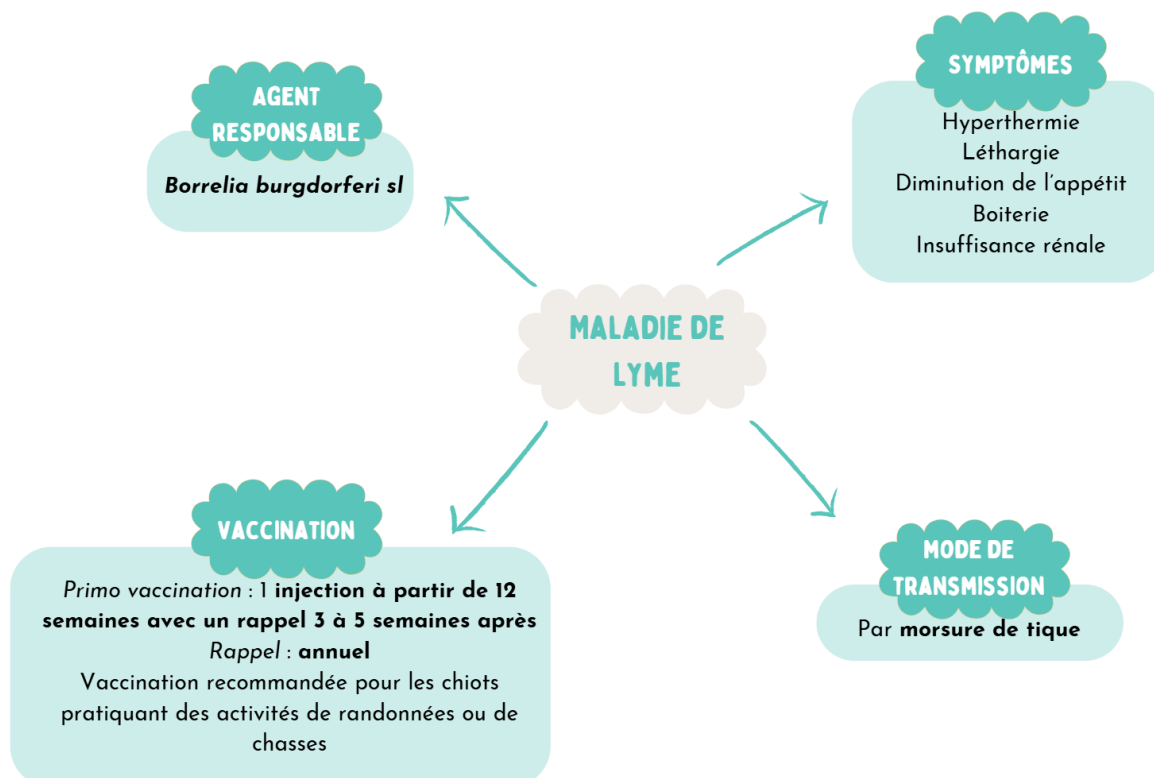 AGENT
RESPONSABLE
Borrelia burgdorferi sl
SYMPTÔMES
Hyperthermie
Léthargie
Diminution de l'appétit
Boiterie
Insuffisance rénale
MALADIE DE
LYME
VACCINATION
Primo vaccination : 1 injection à partir de 12
semaines avec un rappel 3 à 5 semaines après
Rappel : annuel
Vaccination recommandée pour les chiots
pratiquant des activités de randonnées ou de
chasses
MODE DE
TRANSMISSION
Par morsure de tique